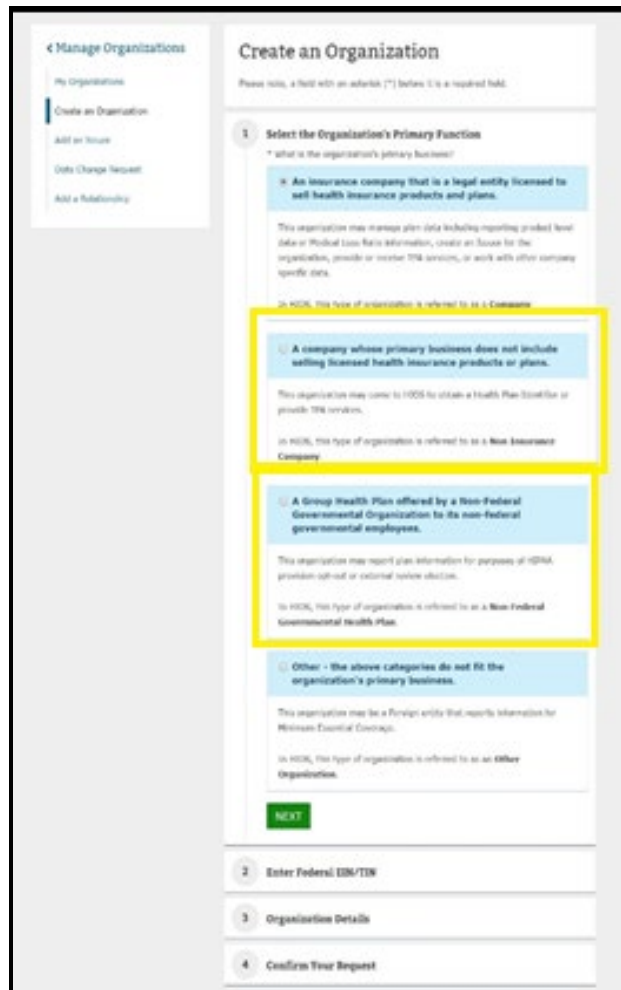 Manage Organizations
My Organizations
Create an Organization
Add an Issuer
Data Change Request
Add a Relationship
Create an Organization
Please note, a field with an asterisk (*) before it is a required field.
1 Select the Organization's Primary Function
* What is the organization's primary business?
An insurance company that is a legal entity licensed to
sell health insurance products and plans.
This organization may manage plan data including reporting product level
data or Medical Loss Ratio information, create an Issuer for the
organization, provide or receive TPA services, or work with other company
specific data.
In HIOS, this type of organization is referred to as a Company
A company whose primary business does not include
selling licensed health insurance products or plans.
This organization may come to HIOS to obtain a Health Plan Identifier or
provide TPA services.
In HIOS, this type of organization is referred to as a Non Insurance
Company
A Group Health Plan offered by a Non-Federal
Governmental Organization to its non-federal
governmental employees.
This organization may report plan information for purposes of HIPAA
provision opt-out or external review election.
In HIOS, this type of organization is referred to as a Non-Federal
Governmental Health Plan.
Other - the above categories do not fit the
organization's primary business.
This organization may be a Foreign entity that reports information for
Minimum Essential Coverage.
In HIOS, this type of organization is referred to as an Other
Organization.
NEXT
2 Enter Federal EIN/TIN
3 Organization Details
4 Confirm Your Request